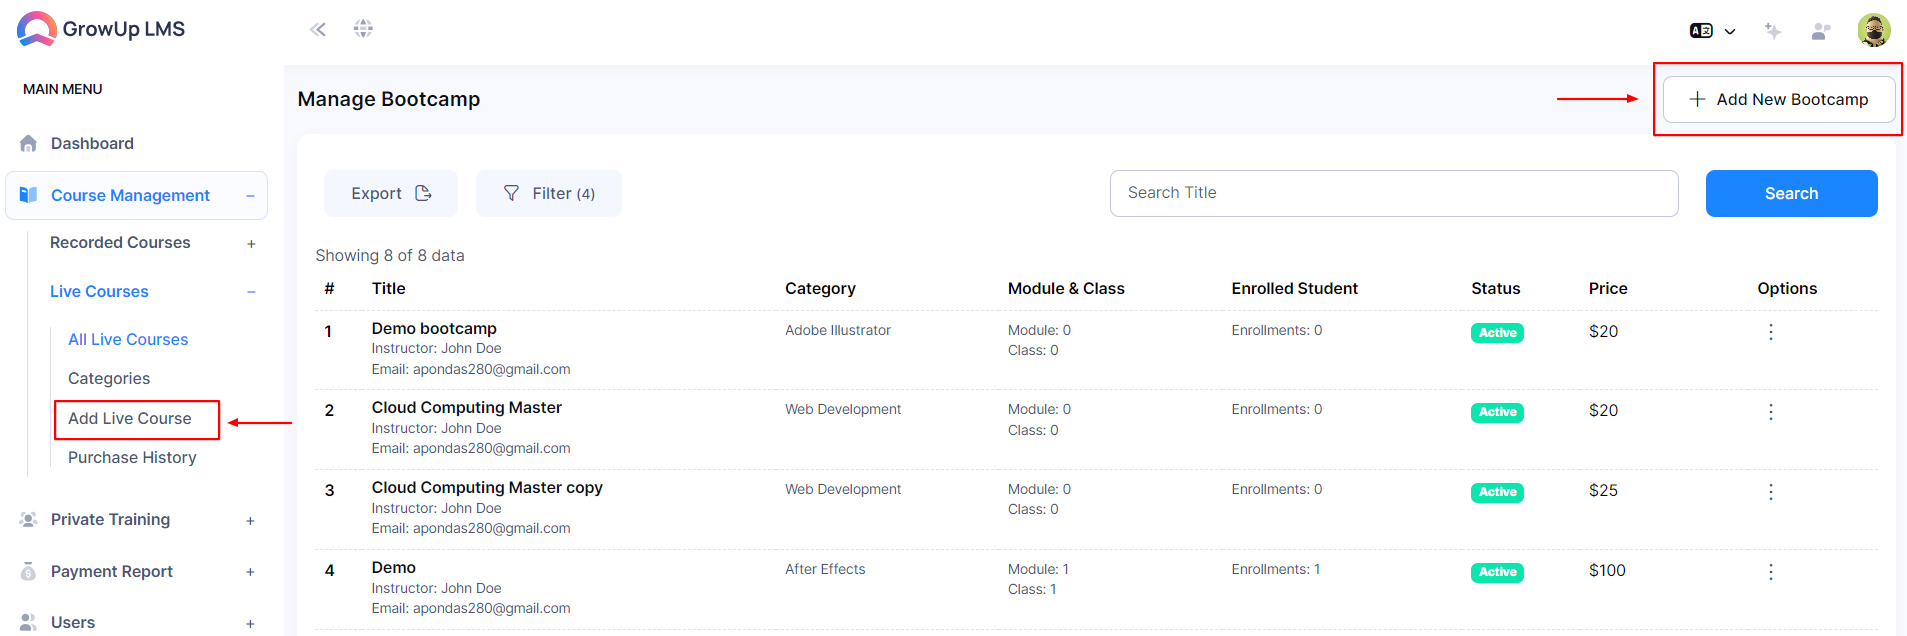 GrowUp LMS
MAIN MENU
Dashboard
Course Management −
Recorded Courses +
Live Courses −
All Live Courses
Categories
Add Live Course
Purchase History
Private Training +
Payment Report +
Users +
Manage Bootcamp
+ Add New Bootcamp
Export
Filter (4)
Search Title
Search
Showing 8 of 8 data
# Title Category Module & Class Enrolled Student Status Price Options
1 Demo bootcamp Adobe Illustrator Module: 0 Enrollments: 0 Active $20
Instructor: John Doe Class: 0
Email: apondas280@gmail.com
2 Cloud Computing Master Web Development Module: 0 Enrollments: 0 Active $20
Instructor: John Doe Class: 0
Email: apondas280@gmail.com
3 Cloud Computing Master copy Web Development Module: 0 Enrollments: 0 Active $25
Instructor: John Doe Class: 0
Email: apondas280@gmail.com
4 Demo After Effects Module: 1 Enrollments: 1 Active $100
Instructor: John Doe Class: 1
Email: apondas280@gmail.com